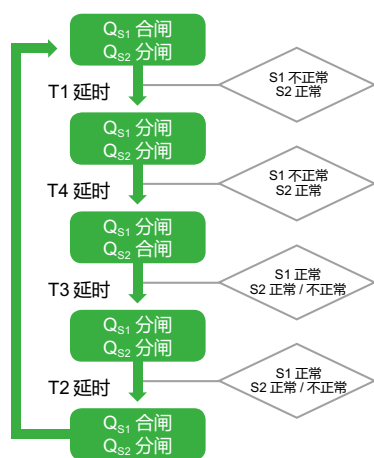 QS1 合闸
QS2 分闸
T1 延时
S1 不正常
S2 正常
QS1 分闸
QS2 分闸
T4 延时
S1 不正常
S2 正常
QS1 分闸
QS2 合闸
T3 延时
S1 正常
S2 正常 / 不正常
QS1 分闸
QS2 分闸
T2 延时
S1 正常
S2 正常 / 不正常
QS1 合闸
QS2 分闸